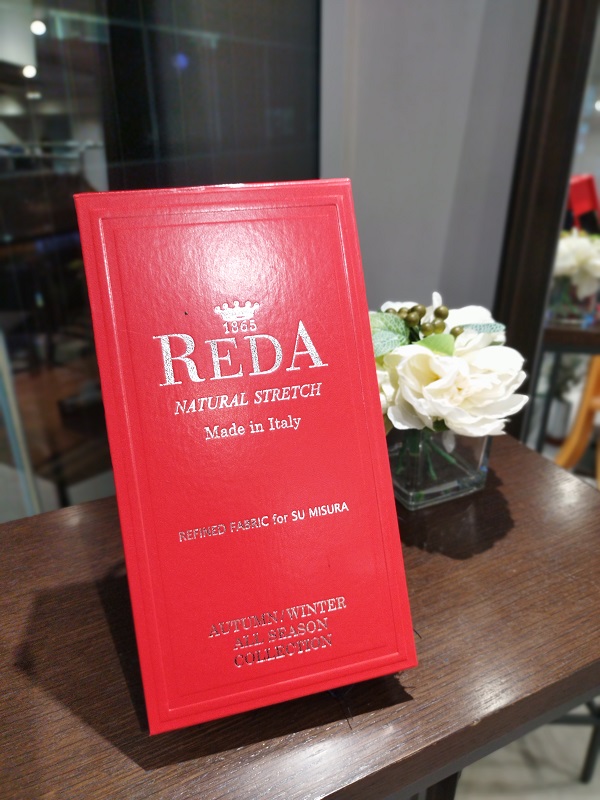 1865
REDA
NATURAL STRETCH
Made in Italy
REFINED FABRIC for SU MISURA
AUTUMN/WINTER
ALL SEASON
COLLECTION